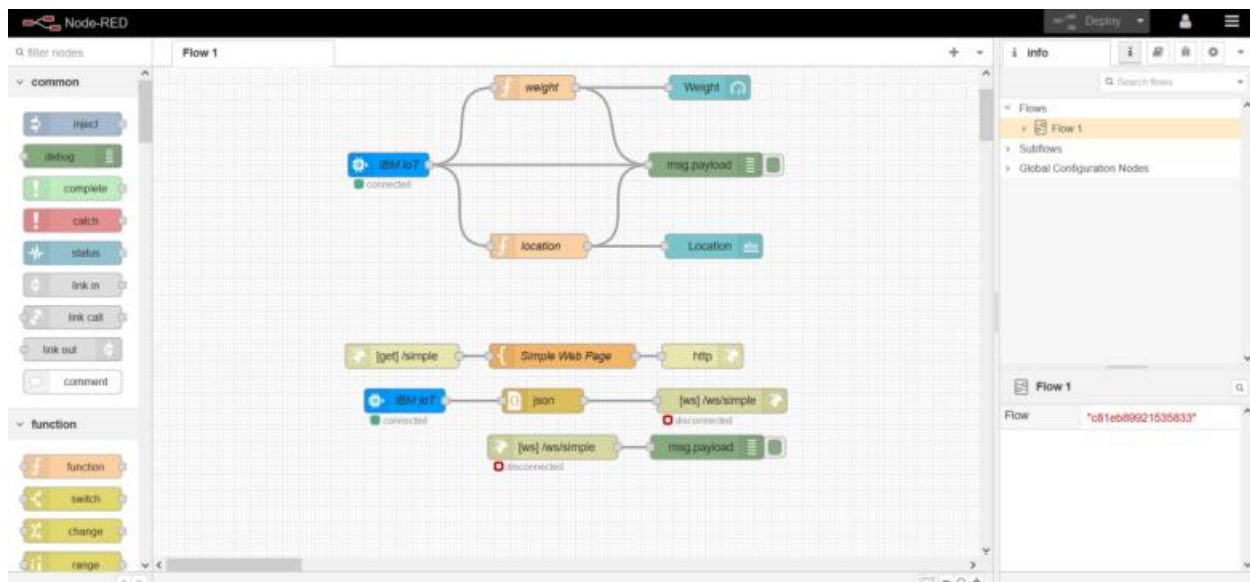 Node-RED
Deploy
filter nodes
Flow 1
info
common
Search flows
inject
debug
complete
catch
status
link in
link call
link out
comment
function
function
switch
change
range
weight
Weight
IBM IoT
connected
msg.payload
location
Location
abc
[get] /simple
Simple Web Page
http
IBM IoT
connected
json
[ws] /ws/simple
disconnected
[ws] /ws/simple
disconnected
msg.payload
Flows
Flow 1
Subflows
Global Configuration Nodes
Flow 1
Flow
"c81eb89921535833"